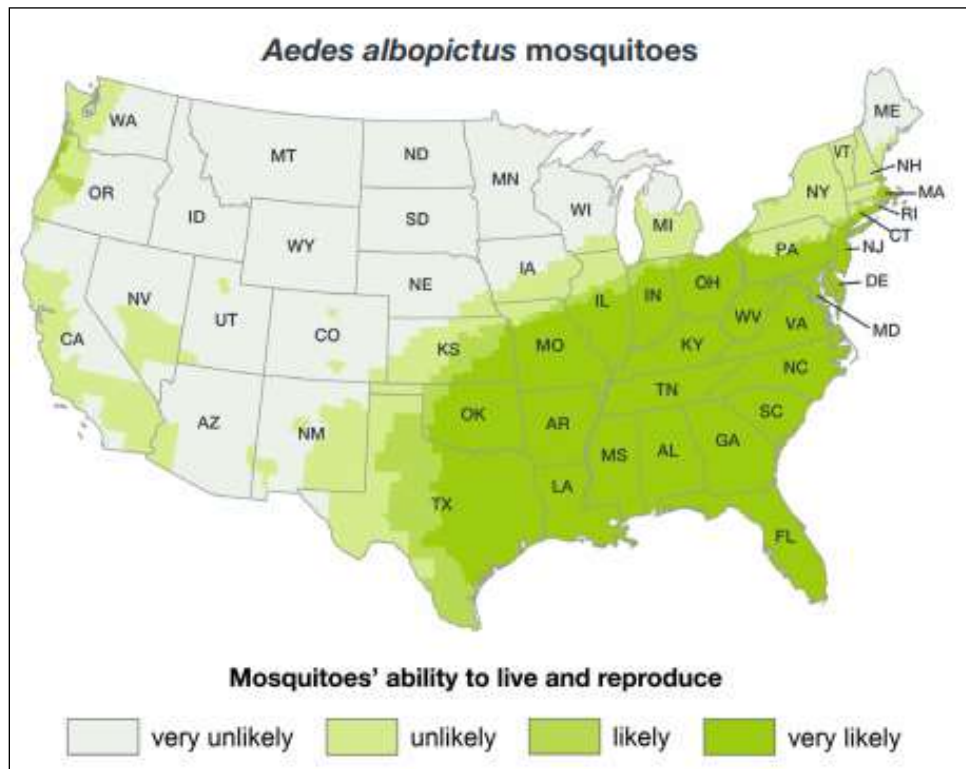 Aedes albopictus mosquitoes
WA
MT
ND
MN
ME
VT
NH
OR
ID
SD
WI
MI
NY
MA
RI
WY
CT
IA
PA
NJ
NE
NV
UT
CO
IL
IN
OH
DE
CA
KS
MO
WV
VA
MD
KY
NC
AZ
NM
OK
AR
TN
SC
MS
AL
GA
TX
LA
FL
Mosquitoes' ability to live and reproduce
very unlikely
unlikely
likely
very likely